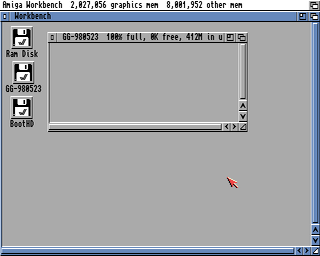 Amiga Workbench 2,027,056 graphics mem 8,001,952 other mem
Workbench
GG-980523 100% full, 0K free, 412M in u
Ram Disk
GG-980523
BootHD